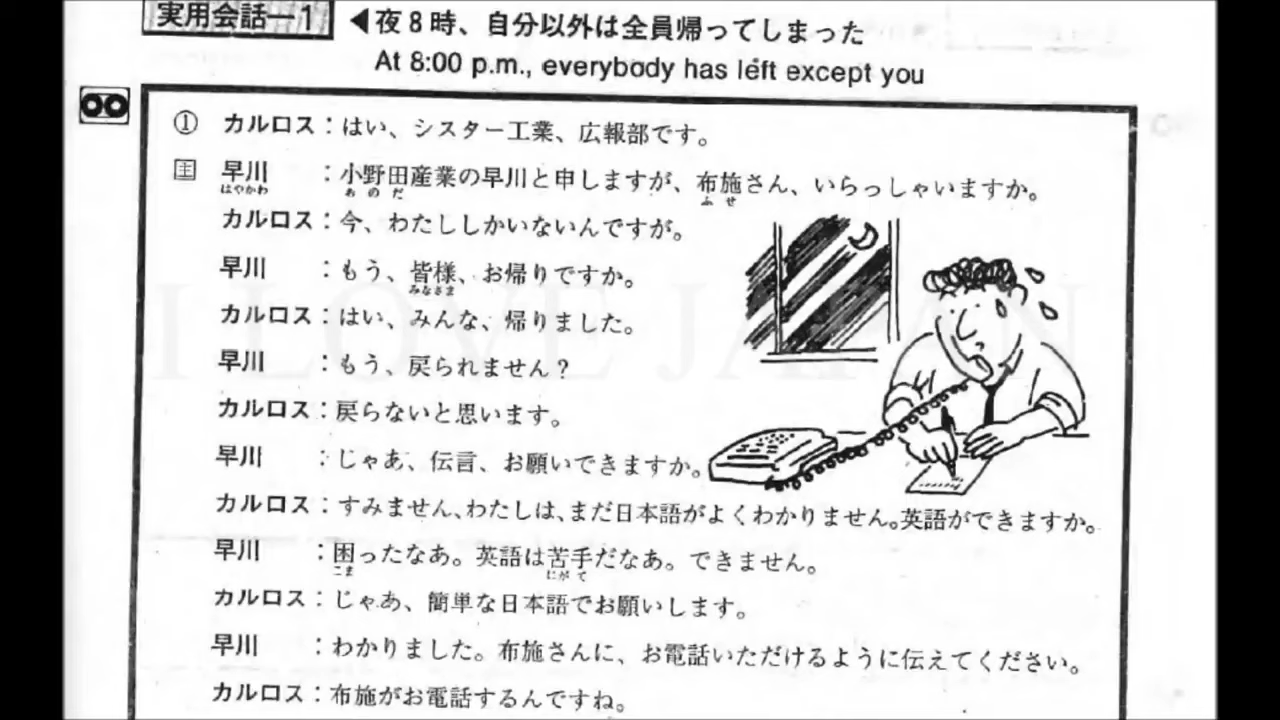 実用会話―1
◀夜8時、自分以外は全員帰ってしまった
At 8:00 p.m., everybody has left except you
① カルロス：はい、シスター工業、広報部です。
早川：小野田産業の早川と申しますが、布施さん、いらっしゃいますか。
はやかわ お の だ ふ せ
カルロス：今、わたししかいないんですが。
早川：もう、皆様、お帰りですか。
みなさま
カルロス：はい、みんな、帰りました。
早川：もう、戻られません？
カルロス：戻らないと思います。
早川：じゃあ、伝言、お願いできますか。
カルロス：すみません、わたしは、まだ日本語がよくわかりません。英語ができますか。
早川：困ったなあ。英語は苦手だなあ。できません。
こま にが て
カルロス：じゃあ、簡単な日本語でお願いします。
早川：わかりました。布施さんに、お電話いただけるように伝えてください。
カルロス：布施がお電話するんですね。
I LOVE JAPAN